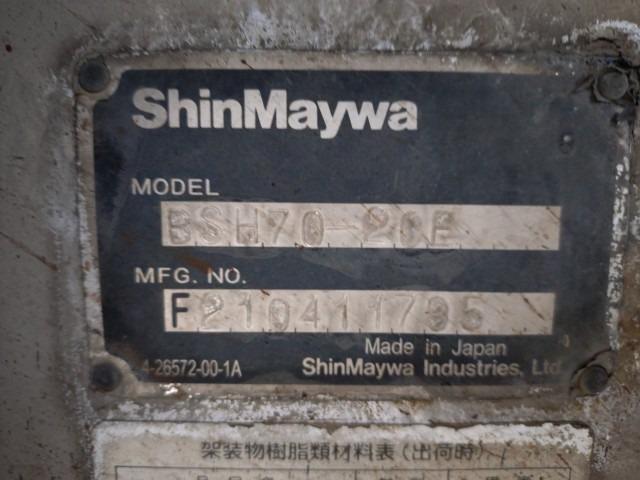 ShinMaywa
MODEL
MFG. NO.
F210411795
Made in Japan
4-26572-00-1A
ShinMaywa Industries, Ltd
架装物樹脂類材料表(出荷時)